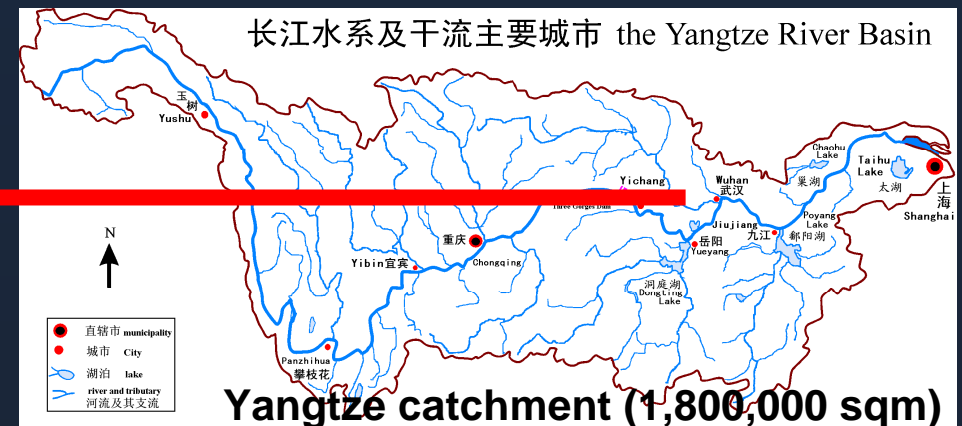 长江水系及干流主要城市 the Yangtze River Basin
玉
树
Yushu
Yichang
Three Gorges Dam
Wuhan
武汉
Chaohu
Lake
巢湖
Taihu
Lake
太湖
上
海
Shanghai
Poyang
Lake
鄱阳湖
Jiujiang
九江
岳阳
Yueyang
洞庭湖
Dongting
Lake
重庆
Chongqing
Yibin宜宾
Panzhihua
攀枝花
N
直辖市 municipality
城市 City
湖泊 lake
river and tributary
河流及其支流
Yangtze catchment (1,800,000 sqm)